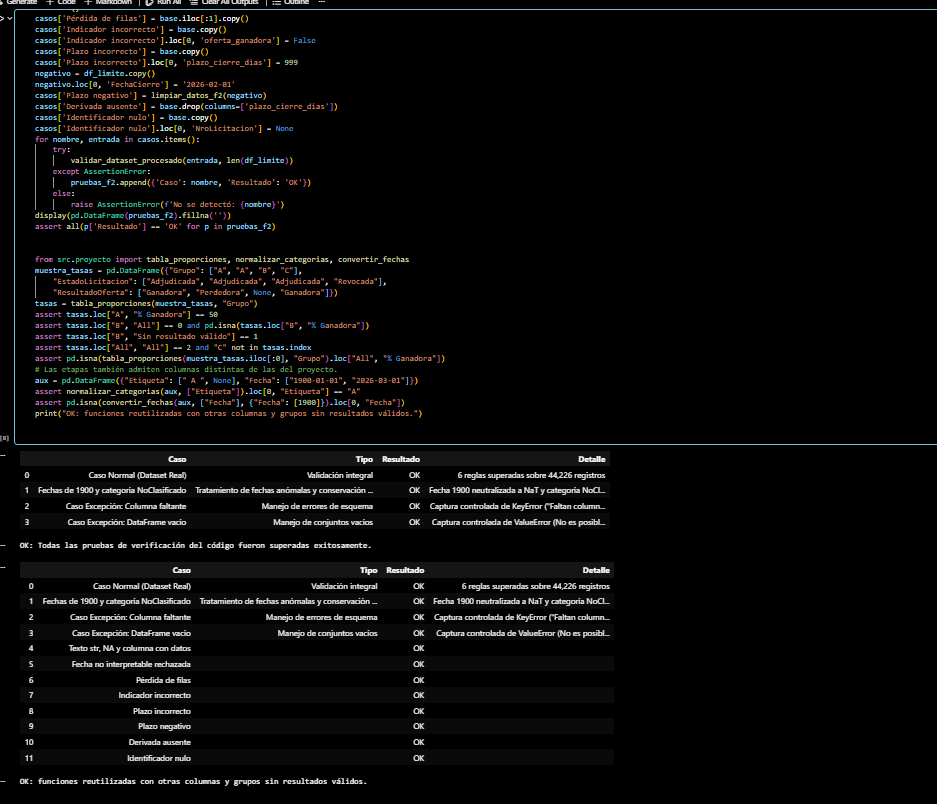 Generate + Code + Markdown Run All Clear All Outputs Outline ...
casos['Pérdida de filas'] = base.iloc[:1].copy()
casos['Indicador incorrecto'] = base.copy()
casos['Indicador incorrecto'].loc[0, 'oferta_ganadora'] = False
casos['Plazo incorrecto'] = base.copy()
casos['Plazo incorrecto'].loc[0, 'plazo_cierre_dias'] = 999
negativo = df_limite.copy()
negativo.loc[0, 'FechaCierre'] = '2026-02-01'
casos['Plazo negativo'] = limpiar_datos_f2(negativo)
casos['Derivada ausente'] = base.drop(columns=['plazo_cierre_dias'])
casos['Identificador nulo'] = base.copy()
casos['Identificador nulo'].loc[0, 'NroLicitacion'] = None
for nombre, entrada in casos.items():
try:
validar_dataset_procesado(entrada, len(df_limite))
except AssertionError:
pruebas_f2.append({'Caso': nombre, 'Resultado': 'OK'})
else:
raise AssertionError(f'No se detectó: {nombre}')
display(pd.DataFrame(pruebas_f2).fillna(''))
assert all(p['Resultado'] == 'OK' for p in pruebas_f2)
from src.proyecto import tabla_proporciones, normalizar_categorias, convertir_fechas
muestra_tasas = pd.DataFrame({"Grupo": ["A", "A", "B", "C"],
"EstadoLicitacion": ["Adjudicada", "Adjudicada", "Adjudicada", "Revocada"],
"ResultadoOferta": ["Ganadora", "Perdedora", None, "Ganadora"]})
tasas = tabla_proporciones(muestra_tasas, "Grupo")
assert tasas.loc["A", "% Ganadora"] == 50
assert tasas.loc["B", "All"] == 0 and pd.isna(tasas.loc["B", "% Ganadora"])
assert tasas.loc["B", "Sin resultado válido"] == 1
assert tasas.loc["All", "All"] == 2 and "C" not in tasas.index
assert pd.isna(tabla_proporciones(muestra_tasas.iloc[:0], "Grupo").loc["All", "% Ganadora"])
# Las etapas también admiten columnas distintas de las del proyecto.
aux = pd.DataFrame({"Etiqueta": [" A ", None], "Fecha": ["1900-01-01", "2026-03-01"]})
assert normalizar_categorias(aux, ["Etiqueta"]).loc[0, "Etiqueta"] == "A"
assert pd.isna(convertir_fechas(aux, ["Fecha"], {"Fecha": [1900]}).loc[0, "Fecha"])
print("OK: funciones reutilizadas con otras columnas y grupos sin resultados válidos.")
[8]
Caso Tipo Resultado Detalle
0 Caso Normal (Dataset Real) Validación integral OK 6 reglas superadas sobre 44,226 registros
1 Fechas de 1900 y categoría NoClasificado Tratamiento de fechas anómalas y conservación ... OK Fecha 1900 neutralizada a NaT y categoría NoCl...
2 Caso Excepción: Columna faltante Manejo de errores de esquema OK Captura controlada de KeyError ("Faltan column...
3 Caso Excepción: DataFrame vacío Manejo de conjuntos vacíos OK Captura controlada de ValueError (No es posibl...
OK: Todas las pruebas de verificación del código fueron superadas exitosamente.
Caso Tipo Resultado Detalle
0 Caso Normal (Dataset Real) Validación integral OK 6 reglas superadas sobre 44,226 registros
1 Fechas de 1900 y categoría NoClasificado Tratamiento de fechas anómalas y conservación ... OK Fecha 1900 neutralizada a NaT y categoría NoCl...
2 Caso Excepción: Columna faltante Manejo de errores de esquema OK Captura controlada de KeyError ("Faltan column...
3 Caso Excepción: DataFrame vacío Manejo de conjuntos vacíos OK Captura controlada de ValueError (No es posibl...
4 Texto str, NA y columna con datos OK
5 Fecha no interpretable rechazada OK
6 Pérdida de filas OK
7 Indicador incorrecto OK
8 Plazo incorrecto OK
9 Plazo negativo OK
10 Derivada ausente OK
11 Identificador nulo OK
OK: funciones reutilizadas con otras columnas y grupos sin resultados válidos.